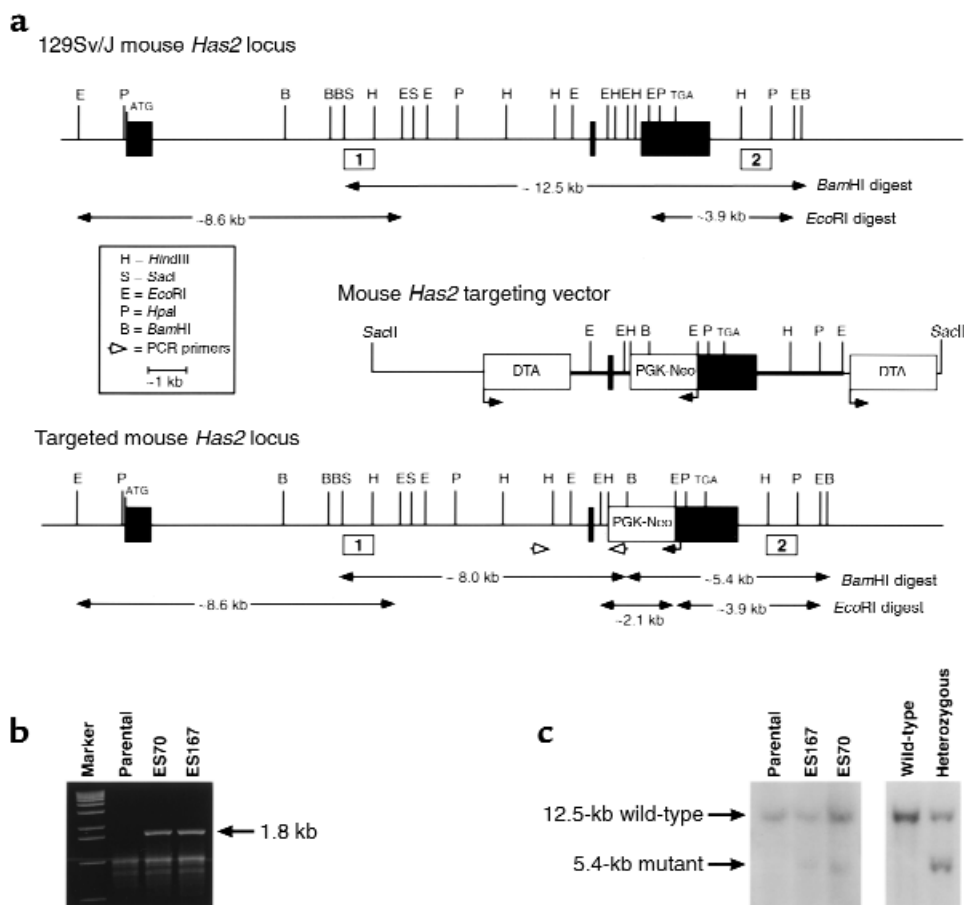 a
129Sv/J mouse Has2 locus
E P ATG B BBS H ESE P H H E EHEH EP TGA H P EB
1 2
~ 12.5 kb BamHI digest
~8.6 kb ~3.9 kb EcoRI digest
H – HindIII
S – SacI
E = EcoRI
P = HpaI
B = BamHI
= PCR primers
~1 kb
Mouse Has2 targeting vector
SacII E EH B E P TGA H P E SacII
DTA PGK-Neo DTA
Targeted mouse Has2 locus
E P ATG B BBS H ESE P H H E EH B EP TGA H P EB
PGK-Neo
1 2
~ 8.0 kb ~5.4 kb BamHI digest
~8.6 kb ~2.1 kb ~3.9 kb EcoRI digest
b
Marker Parental ES70 ES167
1.8 kb
c
Parental ES167 ES70 Wild-type Heterozygous
12.5-kb wild-type
5.4-kb mutant